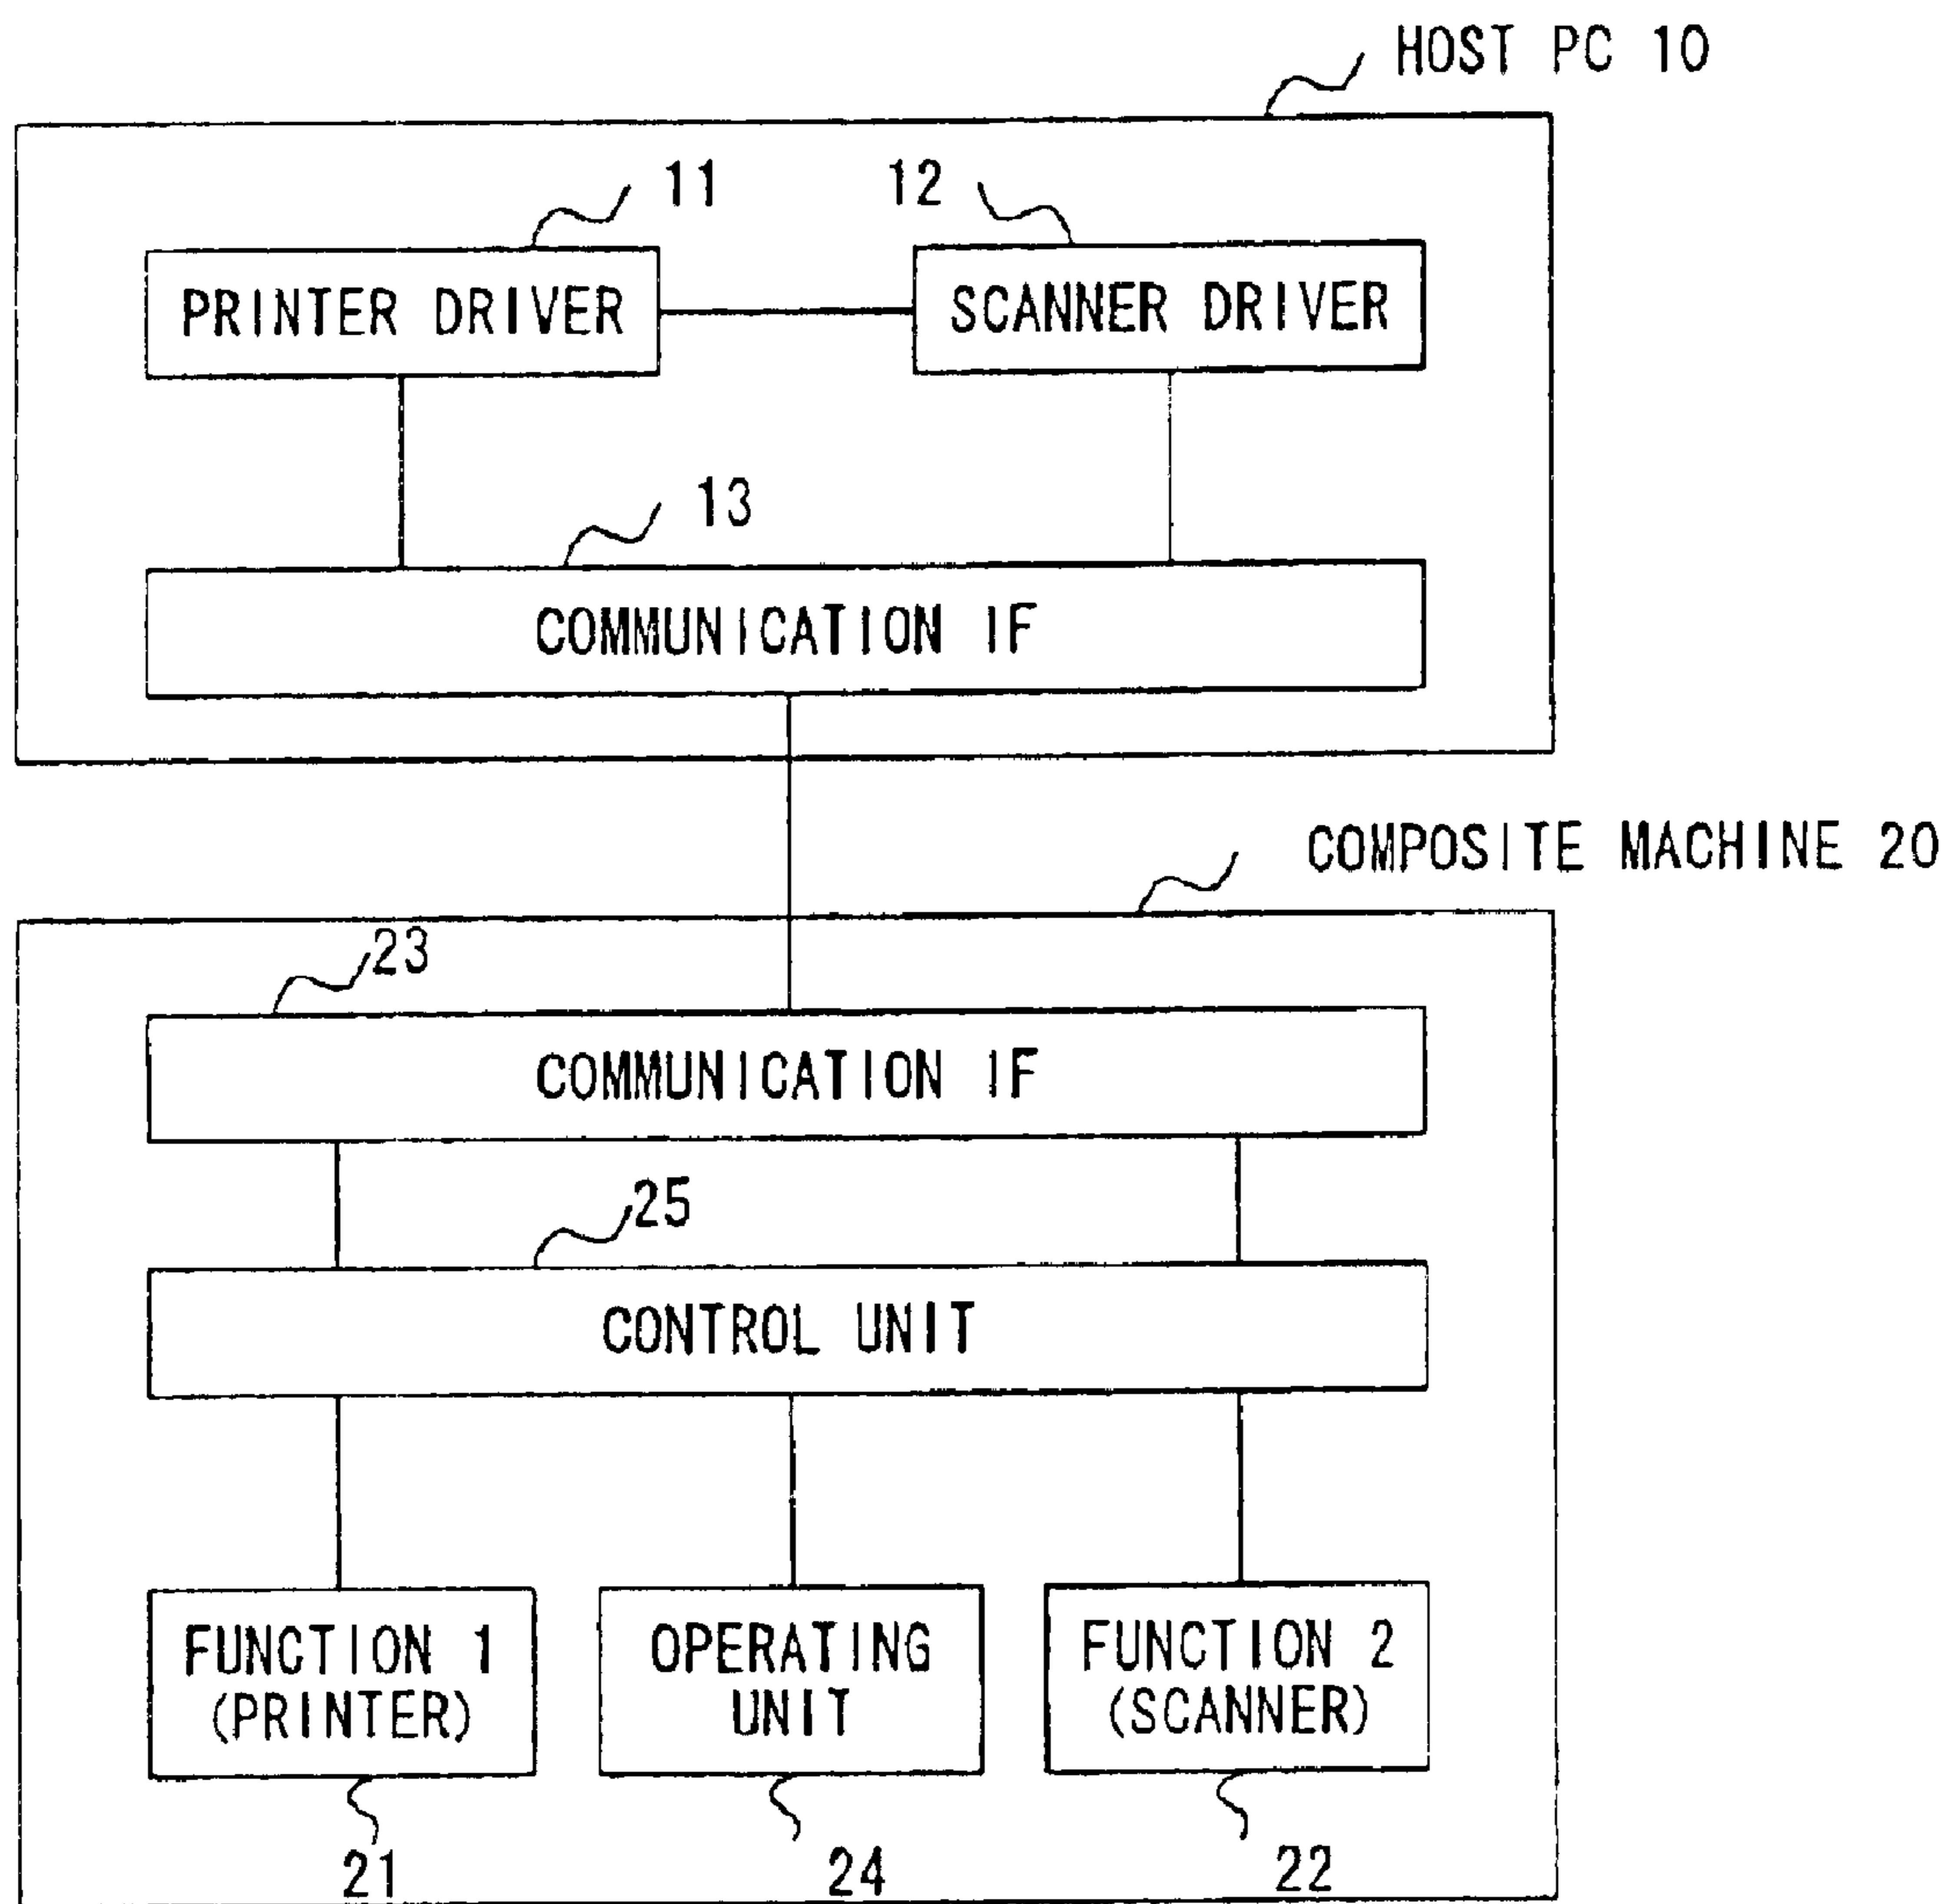 HOST PC 10
11
12
PRINTER DRIVER
SCANNER DRIVER
13
COMMUNICATION IF
COMPOSITE MACHINE 20
23
COMMUNICATION IF
25
CONTROL UNIT
FUNCTION 1
(PRINTER)
OPERATING
UNIT
FUNCTION 2
(SCANNER)
21
24
22